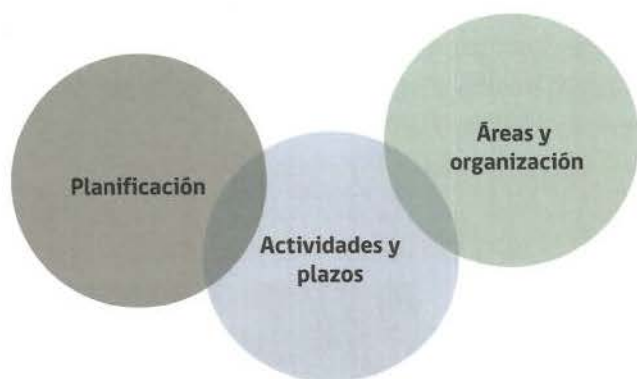 Planificación
Actividades y
plazos
Áreas y
organización